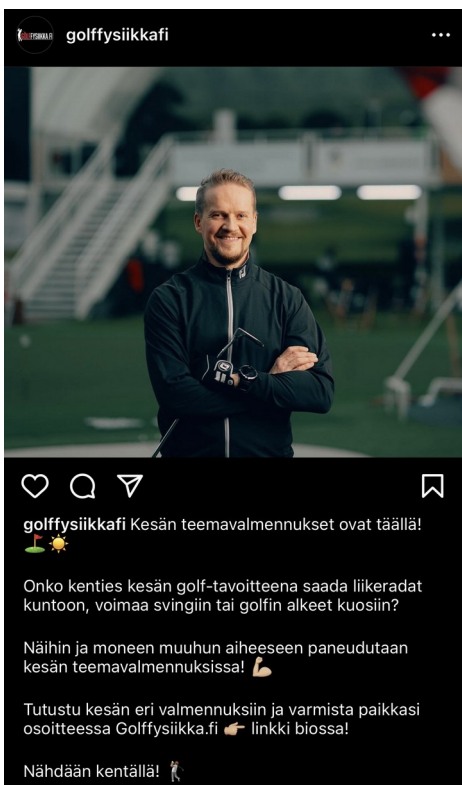 GOLFFYSIIKKA.FI golffysiikkafi
golffysiikkafi Kesän teemavalmennukset ovat täällä!
⛳☀️
Onko kenties kesän golf-tavoitteena saada liikeradat
kuntoon, voimaa svingiin tai golfin alkeet kuosiin?
Näihin ja moneen muuhun aiheeseen paneudutaan
kesän teemavalmennuksissa! 💪🏼
Tutustu kesän eri valmennuksiin ja varmista paikkasi
osoitteessa Golffysiikka.fi 👉🏼 linkki biossa!
Nähdään kentällä! 🏌🏼